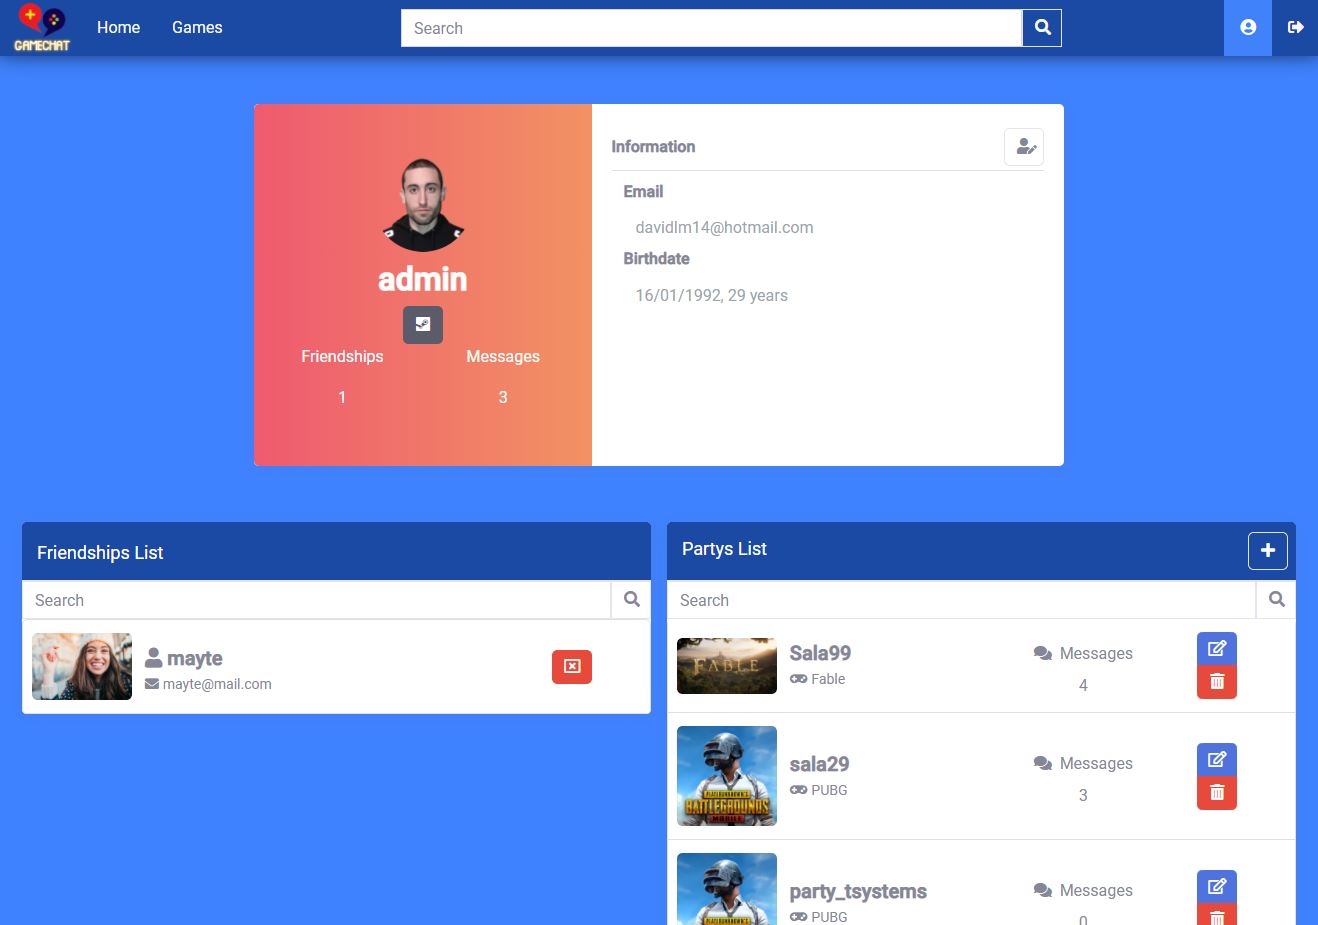 GAMECHAT
Home
Games
Search
Information
Email
davidlm14@hotmail.com
Birthdate
16/01/1992, 29 years
admin
Friendships
Messages
1
3
Friendships List
Search
mayte
mayte@mail.com
Partys List
Search
FABLE
Sala99
Fable
Messages
4
PLAYERUNKNOWN'S
BATTLEGROUNDS
MOBILE
sala29
PUBG
Messages
3
party_tsystems
PUBG
Messages
0